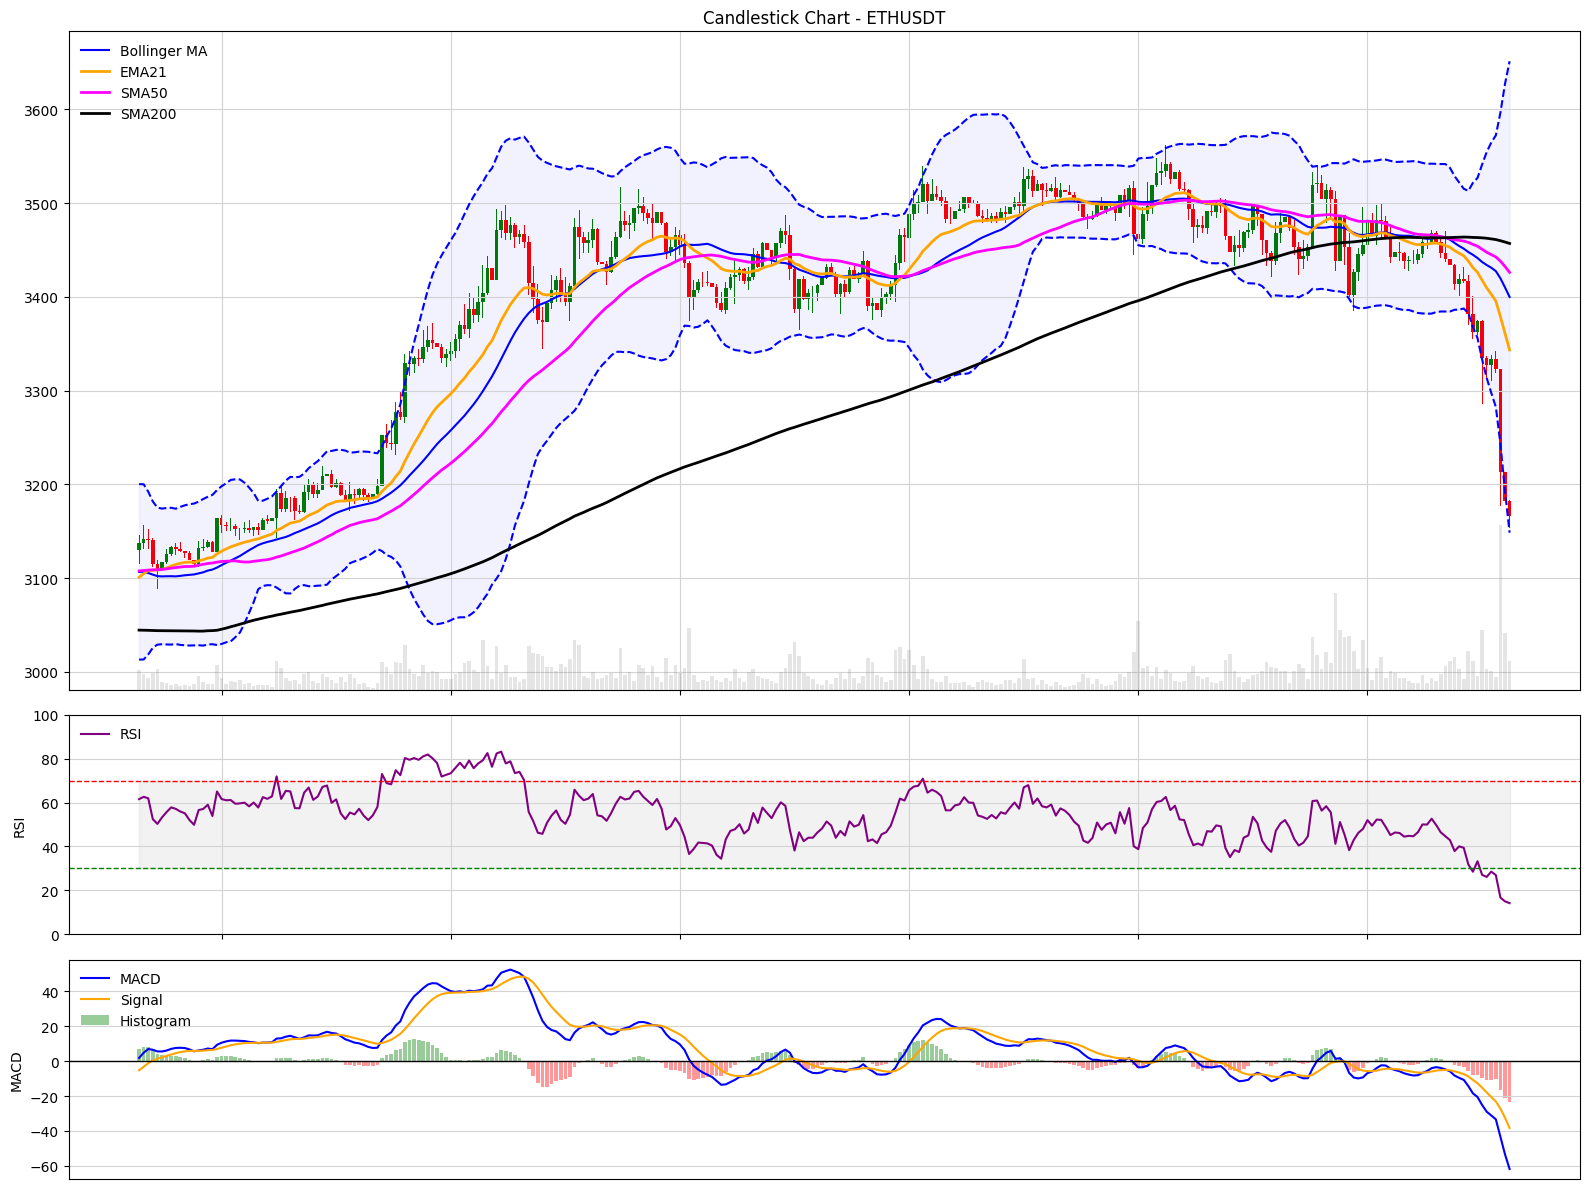 Candlestick Chart - ETHUSDT
Bollinger MA
EMA21
SMA50
SMA200
3600
3500
3400
3300
3200
3100
3000
100
80
60
40
20
0
RSI
RSI
MACD
Signal
Histogram
40
20
0
−20
−40
−60
MACD